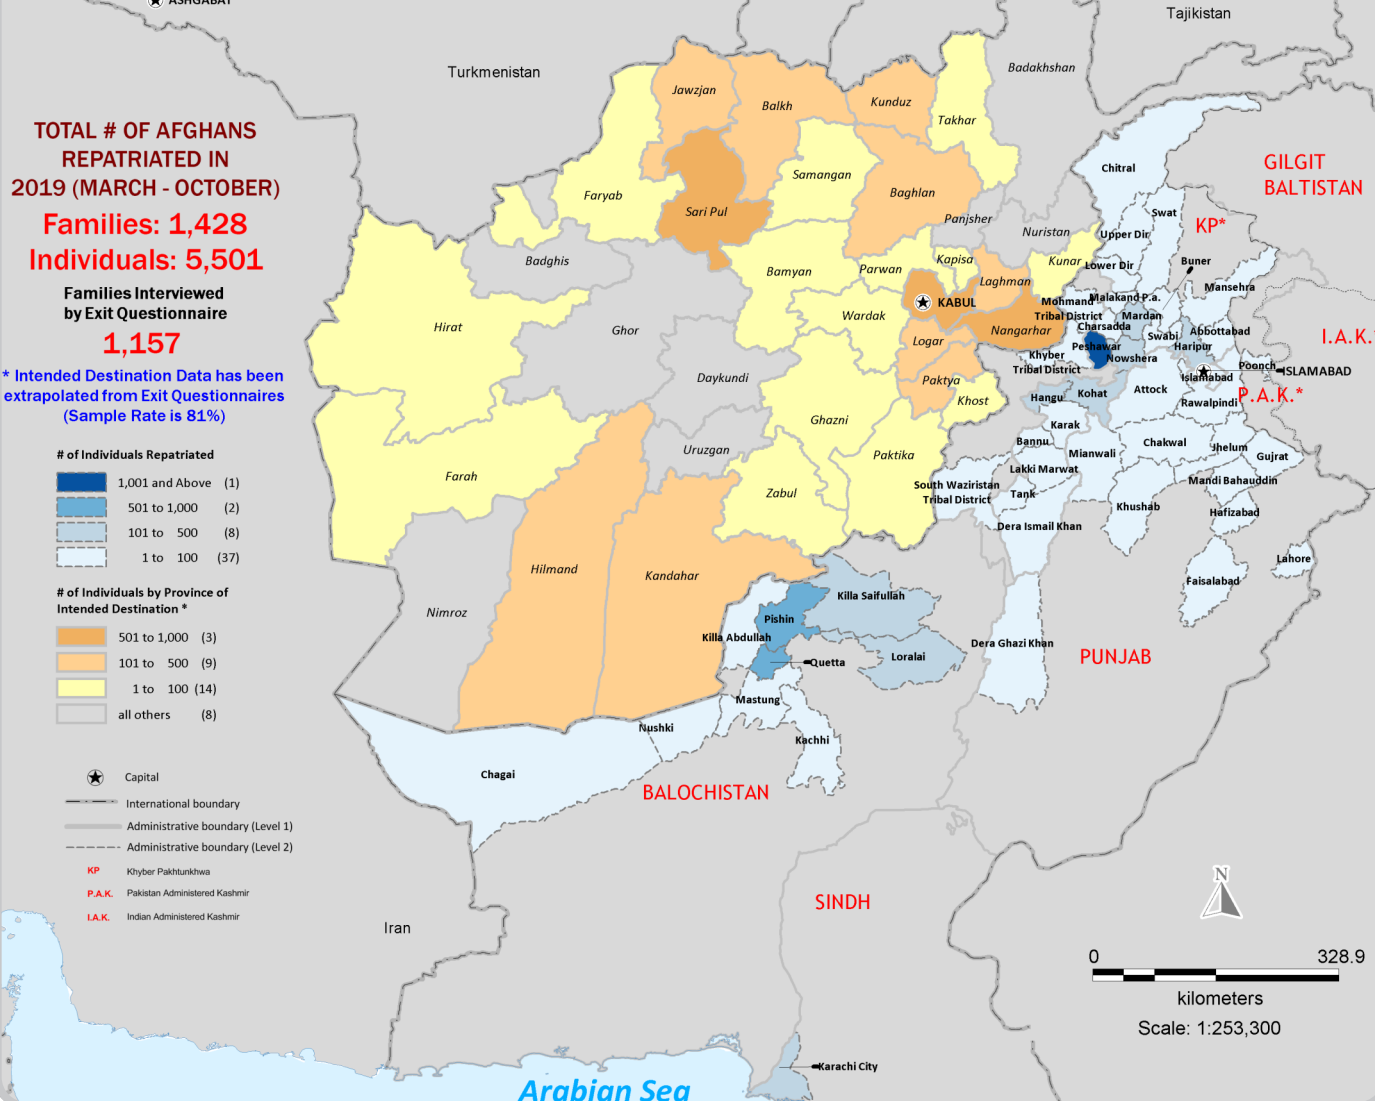 ASHGABAT
Tajikistan
Turkmenistan
Badakhshan
Jawzjan
Balkh
Kunduz
Takhar
TOTAL # OF AFGHANS
REPATRIATED IN
2019 (MARCH - OCTOBER)
Families: 1,428
Individuals: 5,501
Families Interviewed
by Exit Questionnaire
1,157
* Intended Destination Data has been
extrapolated from Exit Questionnaires
(Sample Rate is 81%)
GILGIT
BALTISTAN
Chitral
Samangan
Faryab
Baghlan
Sari Pul
Panjsher
Swat
KP*
Nuristan
Upper Dir
Badghis
Bamyan
Parwan
Kapisa
Kunar
Lower Dir
Buner
Laghman
Mansehra
KABUL
Mohmand
Tribal District
Malakand P.a.
Hirat
Ghor
Wardak
Nangarhar
Charsadda
Mardan
Swabi
Abbottabad
I.A.K.*
Logar
Peshawar
Haripur
Khyber
Tribal District
Nowshera
Poonch
ISLAMABAD
Islamabad
Daykundi
Paktya
Khost
Hangu
Kohat
Attock
P.A.K.*
Rawalpindi
Ghazni
Karak
Uruzgan
Paktika
Bannu
Mianwali
Chakwal
Jhelum
Gujrat
Farah
Lakki Marwat
Zabul
South Waziristan
Tribal District
Tank
Mandi Bahauddin
Khushab
Hafizabad
Dera Ismail Khan
Lahore
Faisalabad
Hilmand
Kandahar
Nimroz
Killa Saifullah
Pishin
Killa Abdullah
Quetta
Loralai
Dera Ghazi Khan
PUNJAB
Mastung
Nushki
Kachhi
Chagai
BALOCHISTAN
# of Individuals Repatriated
1,001 and Above (1)
501 to 1,000 (2)
101 to 500 (8)
1 to 100 (37)
# of Individuals by Province of
Intended Destination *
501 to 1,000 (3)
101 to 500 (9)
1 to 100 (14)
all others (8)
Capital
International boundary
Administrative boundary (Level 1)
Administrative boundary (Level 2)
KP Khyber Pakhtunkhwa
P.A.K. Pakistan Administered Kashmir
I.A.K. Indian Administered Kashmir
SINDH
Iran
N
0 328.9
kilometers
Scale: 1:253,300
Karachi City
Arabian Sea